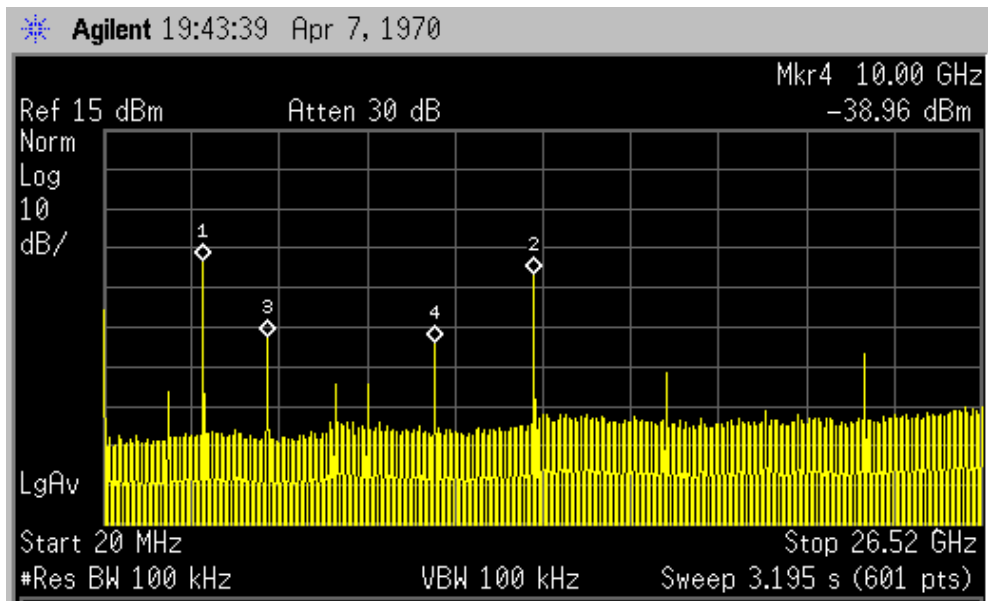 Agilent 19:43:39 Apr 7, 1970
Mkr4 10.00 GHz
Ref 15 dBm Atten 30 dB -38.96 dBm
Norm
Log
10
dB/
1
2
3
4
LgAv
Start 20 MHz Stop 26.52 GHz
#Res BW 100 kHz VBW 100 kHz Sweep 3.195 s (601 pts)